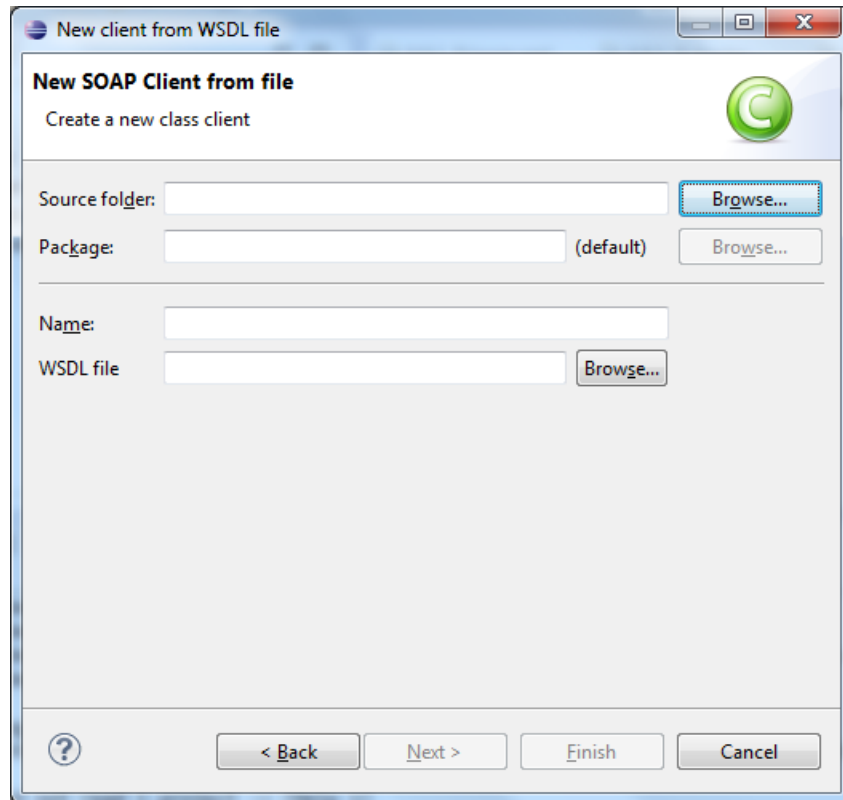 New client from WSDL file
New SOAP Client from file
Create a new class client
C
Source folder: Browse...
Package: (default) Browse...
Name:
WSDL file Browse...
? < Back Next > Finish Cancel